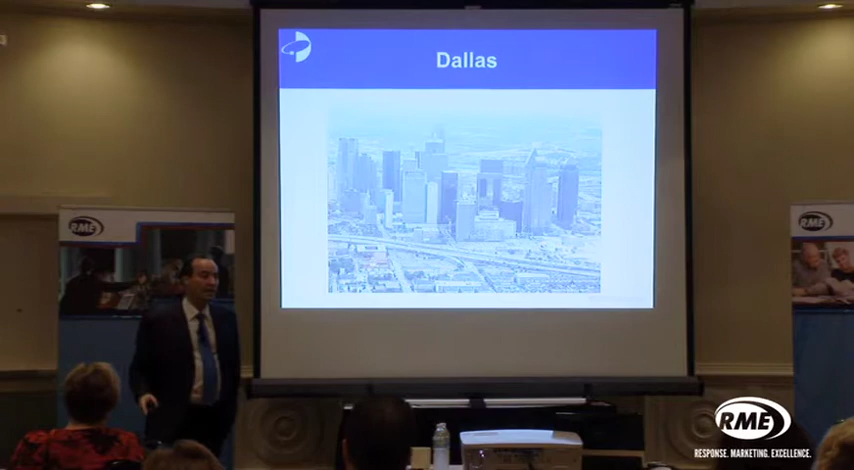 Dallas
RME
RME
RME
RESPONSE. MARKETING. EXCELLENCE.